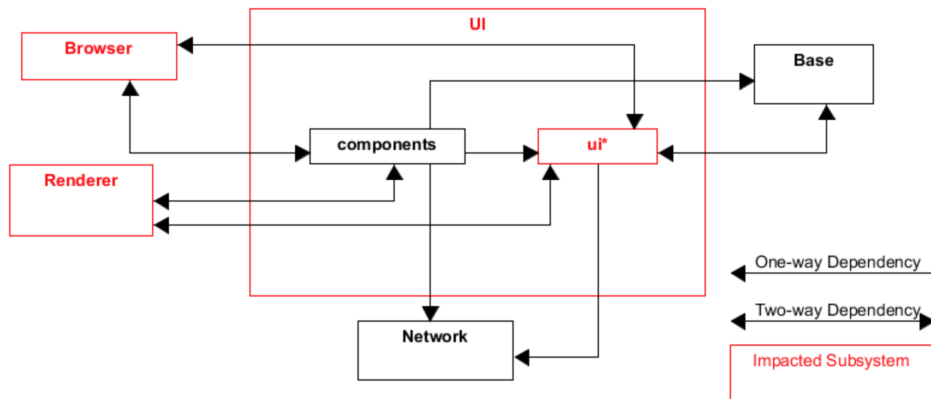 UI
Browser
Base
components
ui*
Renderer
One-way Dependency
Two-way Dependency
Network
Impacted Subsystem